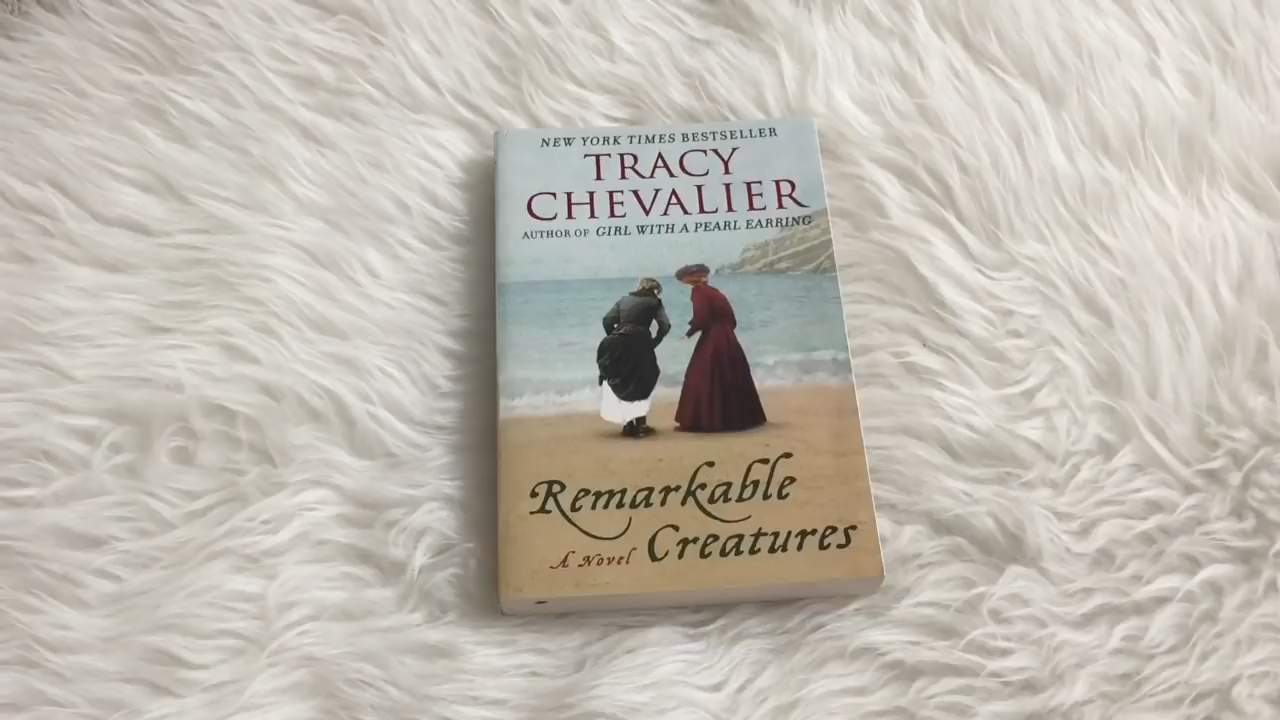 NEW YORK TIMES BESTSELLER
TRACY
CHEVALIER
AUTHOR OF GIRL WITH A PEARL EARRING
Remarkable
A Novel Creatures